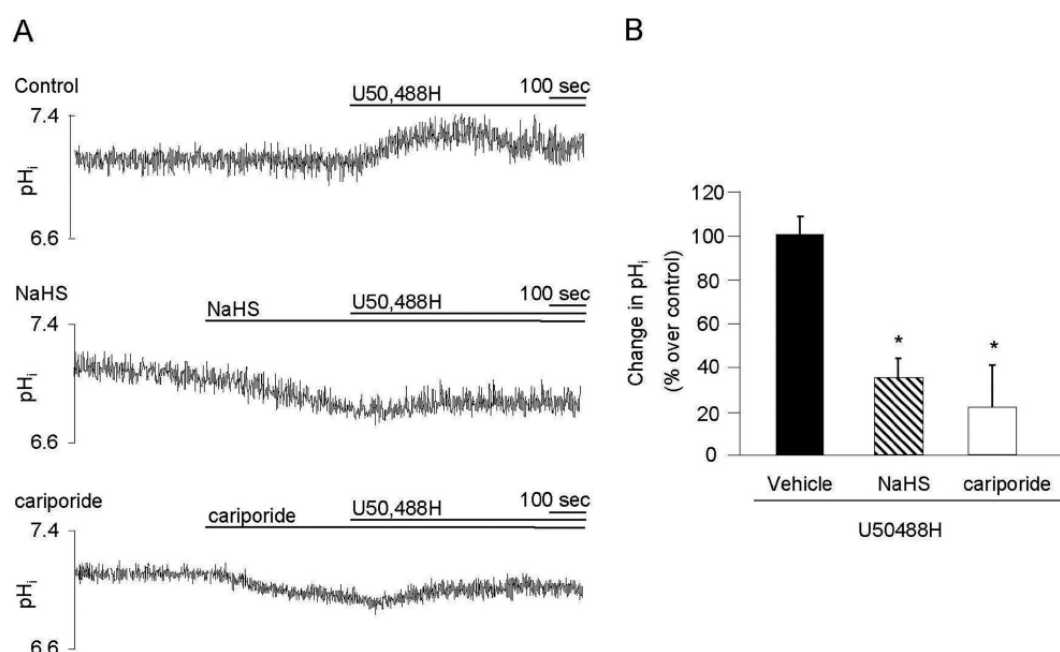 A
Control
U50,488H
100 sec
7.4
pHi
6.6
NaHS
NaHS
U50,488H
100 sec
7.4
pHi
6.6
cariporide
cariporide
U50,488H
100 sec
7.4
pHi
6.6
B
Change in pHi
(% over control)
120
100
80
60
40
20
0
*
*
Vehicle
NaHS
cariporide
U50488H